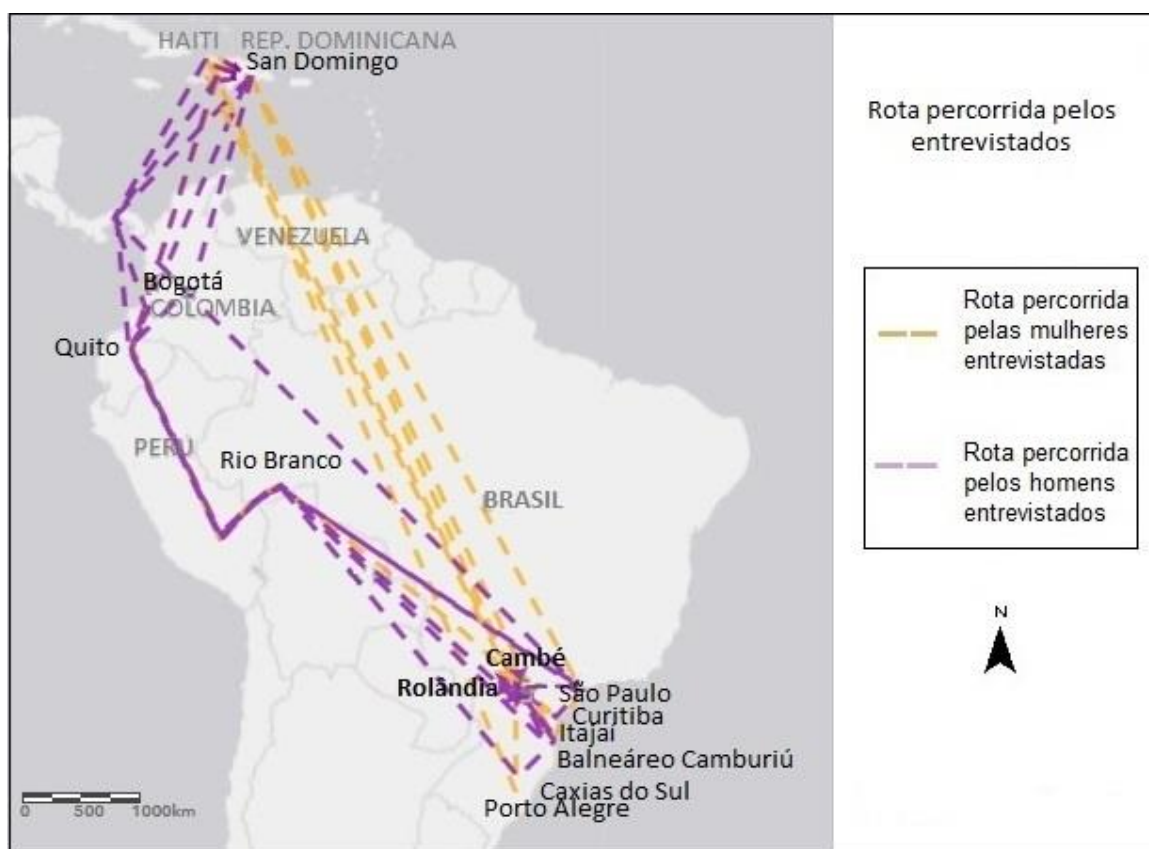 HAITI REP. DOMINICANA
San Domingo
VENEZUELA
Bogotá
COLOMBIA
Quito
PERU
Rio Branco
BRASIL
Cambé
Rolândia
São Paulo
Curitiba
Itajaí
Balneáreo Camburiú
Caxias do Sul
Porto Alegre
0 500 1000km
Rota percorrida pelos
entrevistados
Rota percorrida
pelas mulheres
entrevistadas
Rota percorrida
pelos homens
entrevistados
N